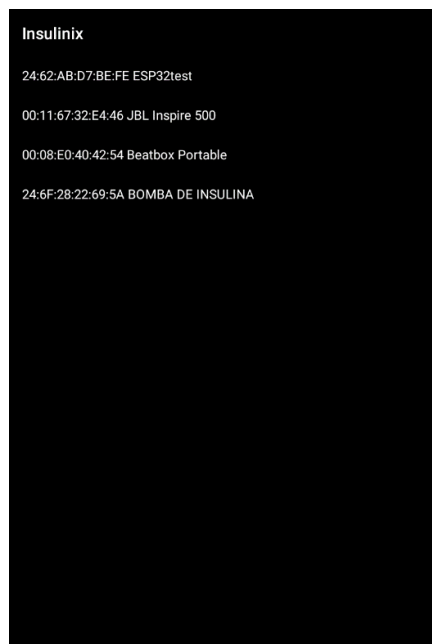 Insulinix
24:62:AB:D7:BE:FE ESP32test
00:11:67:32:E4:46 JBL Inspire 500
00:08:E0:40:42:54 Beatbox Portable
24:6F:28:22:69:5A BOMBA DE INSULINA